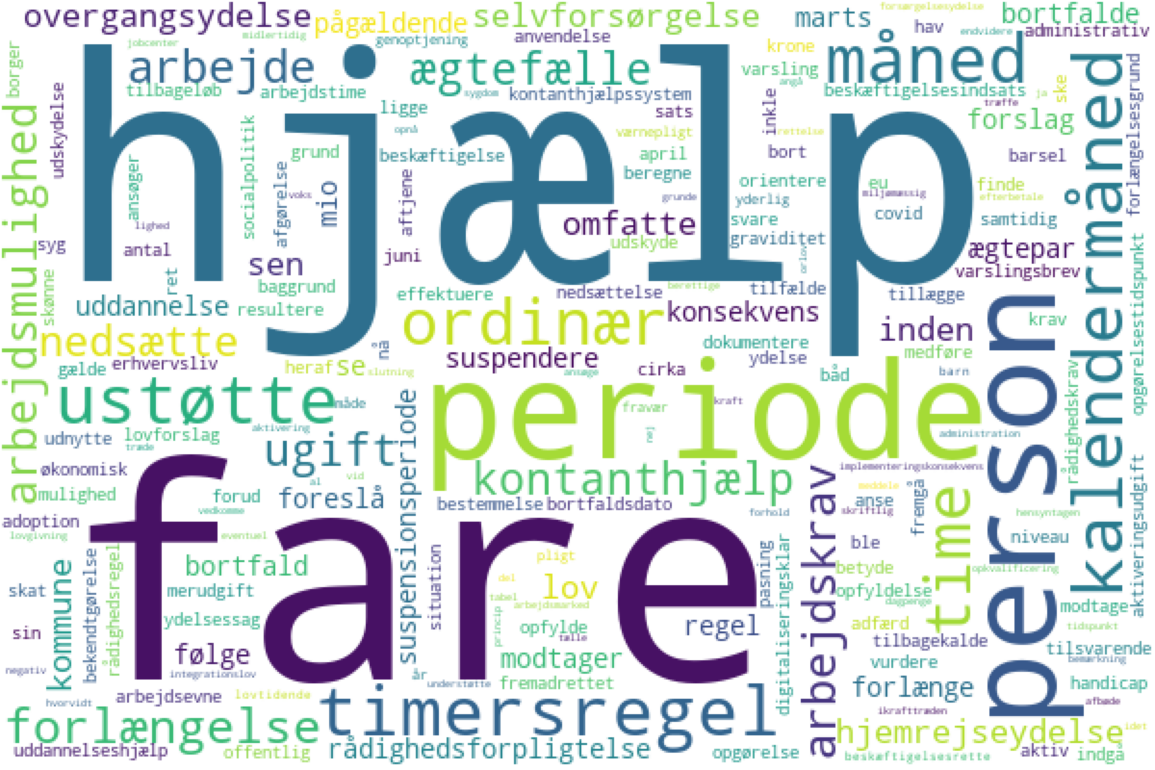 overgangsydelse
pågældende
selvforsørgelse
marts
forsørgelsesydelse
hav
bortfalde
endvidere
administrativ
jobcenter
midlertidig
genoptjening
anvendelse
krone
borger
arbejde
ægtefælle
varsling
måned
tilbageløb
arbejdstime
sygdom
kontanthjælpssystem
angå
beskæftigelsesindsats
ske
ja
udskydelse
ligge
sats
inkle
træffe
forslag
forlængelsesgrund
opnå
værnepligt
rettelse
hjælp
socialpolitik
grund
mio
april
bort
barsel
ansøger
afgørelse
beskæftigelse
beregne
orientere
eu
finde
voks
aftjene
grunde
yderlig
miljømæssig
efterbetale
lighed
omfatte
svare
covid
samtidig
syg
antal
juni
udskyde
graviditet
ægtepar
sen
orlov
varslingsbrev
skønne
ret
baggrund
effektuere
nedsættelse
berettige
tilfælde
tillægge
kalendermåned
arbejdsmulighed
uddannelse
resultere
ordinær
konsekvens
inden
krav
nedsætte
nå
suspendere
dokumentere
medføre
opgørelsestidspunkt
gælde
erhvervsliv
heraf
se
slutning
ansøge
cirka
ydelse
båd
barn
ustøtte
måde
periode
kraft
person
fravær
rådighedskrav
udnytte
lovforslag
aktivering
ugift
nej
administration
træde
al
vid
økonomisk
suspensionsperiode
kontanthjælp
implementeringskonsekvens
mulighed
forud
foreslå
anse
meddele
fremgå
vedkomme
bestemmelse
bortfaldsdato
forhold
arbejdskrav
skriftlig
time
hensyntagen
adoption
lovgivning
fare
eventuel
ble
niveau
aktiveringsudgift
kommune
bekendtgørelse
rådighedsregel
bortfald
situation
pligt
pasning
opkvalificering
skat
merudgift
del
lov
betyde
tabel
arbejdsmarked
opfyldelse
dagpenge
modtage
ydelsessag
princip
opfylde
regel
digitaliseringsklar
adfærd
tidspunkt
sin
tælle
tilbagekalde
tilsvarende
følge
modtager
vurdere
bemærkning
negativ
integrationslov
år
understøtte
fremadrettet
forlænge
handicap
hvorvidt
arbejdsevne
lovtidende
ikrafttræden
afbøde
forlængelse
timersregel
hjemrejseydelse
idet
uddannelseshjælp
offentlig
rådighedsforpligtelse
opgørelse
beskæftigelsesrette
aktiv
indgå